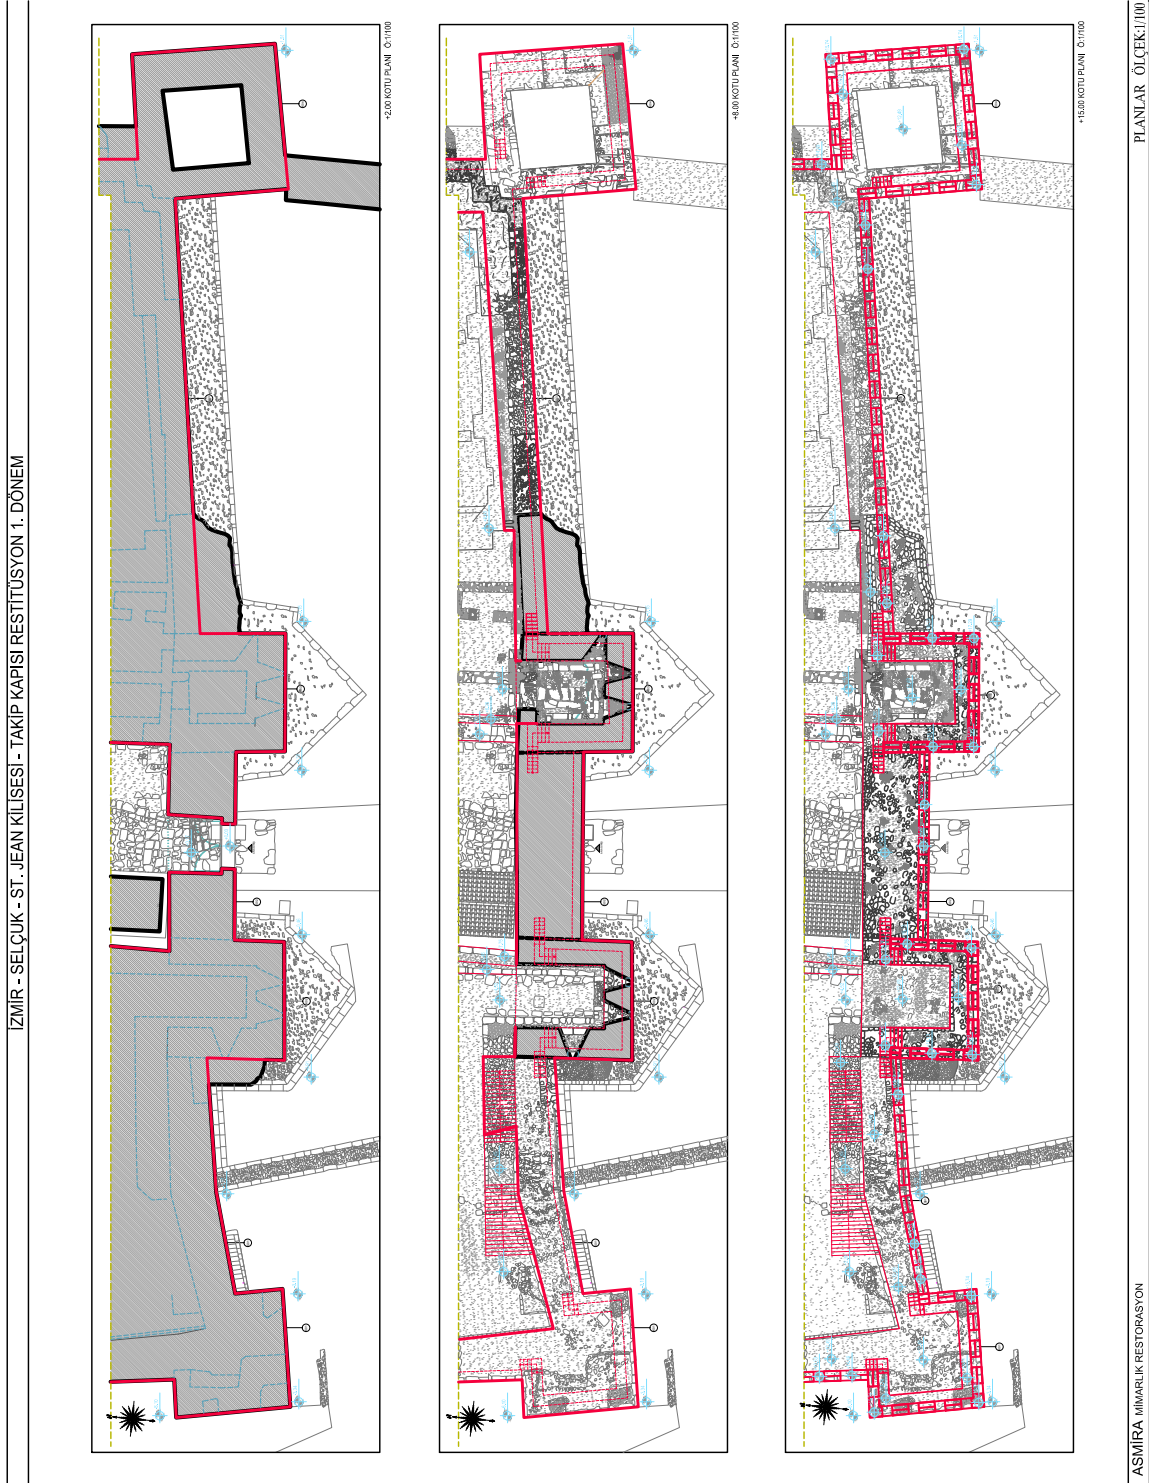 İZMİR - SELÇUK - ST. JEAN KİLİSESİ - TAKİP KAPISI RESTİTÜSYON 1. DÖNEM
+2.00 KOTU PLANI Ö:1/100
+8.00 KOTU PLANI Ö:1/100
+15.00 KOTU PLANI Ö:1/100
ASMİRA MİMARLIK RESTORASYON
PLANLAR ÖLÇEK:1/100